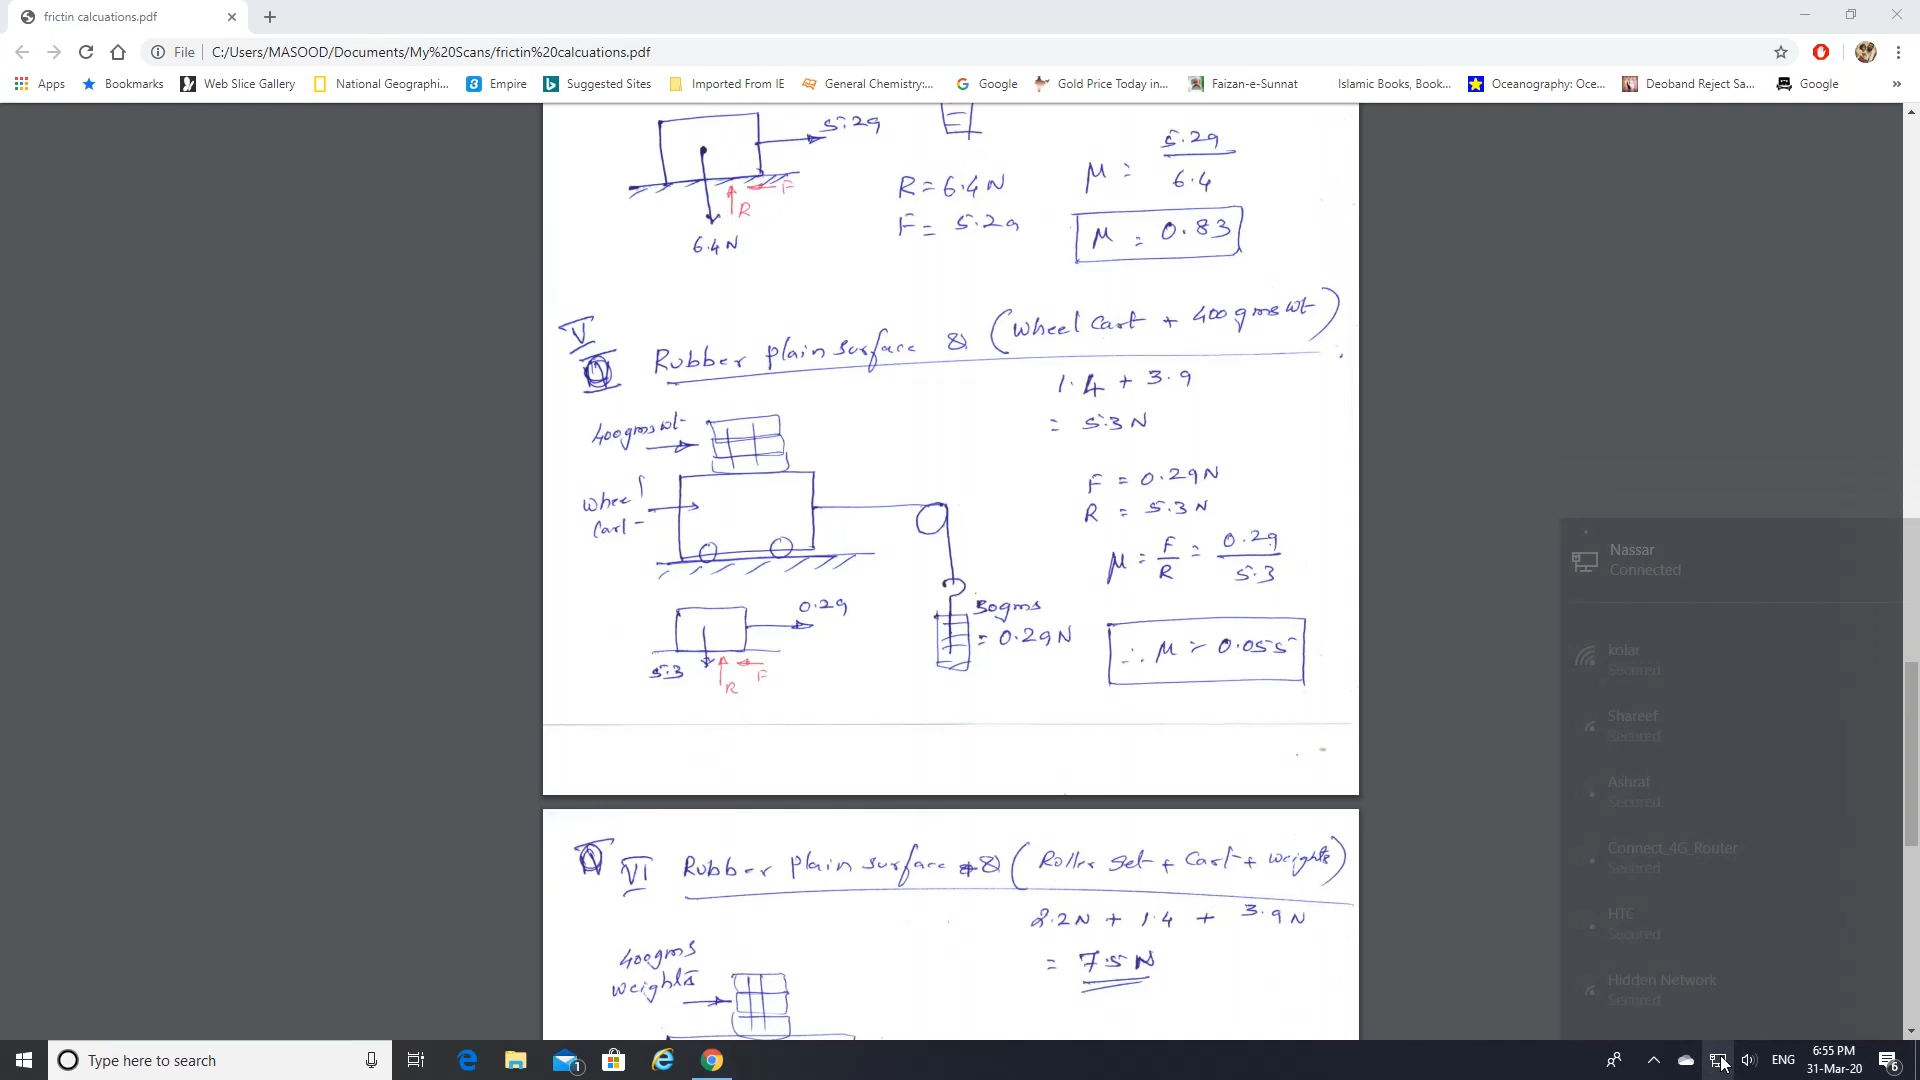 frictin calcuations.pdf
File
C:/Users/MASOOD/Documents/My%20Scans/frictin%20calcuations.pdf
Apps
Bookmarks
Web Slice Gallery
National Geographi...
Empire
Suggested Sites
Imported From IE
General Chemistry:...
Google
Gold Price Today in...
Faizan-e-Sunnat
Islamic Books, Book...
Oceanography: Oce...
Deoband Reject Sa...
Google
»
5.29
F
R
6.4 N
R = 6.4 N
F = 5.29
μ = 5.29
6.4
μ = 0.83
V
Rubber plain surface & (Wheel Cart + 400 gms wt)
1.4 + 3.9
= 5.3 N
400 gms wt
Wheel
Cart
F = 0.29 N
R = 5.3 N
μ = F/R = 0.29/5.3
∴ μ = 0.055
30 gms
= 0.29 N
0.29
5.3
R
F
VI Rubber plain surface & (Roller set + Cart + weights)
2.2 N + 1.4 + 3.9 N
= 7.5 N
400 gms
weights
Nassar
Connected
kolar
Secured
Shareef
Secured
Ashraf
Secured
Connect_4G_Router
Secured
HTC
Secured
Hidden Network
Secured
Type here to search
1
ENG
6:55 PM
31-Mar-20
6